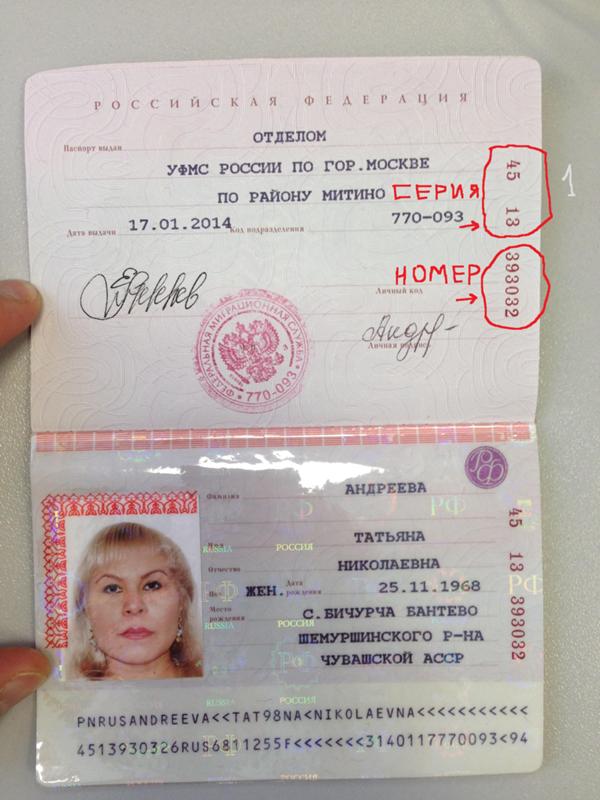 РОССИЙСКАЯ ФЕДЕРАЦИЯ
Паспорт выдан ОТДЕЛОМ
УФМС РОССИИ ПО ГОР.МОСКВЕ
ПО РАЙОНУ МИТИНО
СЕРИЯ
45 13
1
Дата выдачи 17.01.2014 Код подразделения 770-093
НОМЕР
393032
Личный код
Личная подпись
ФЕДЕРАЛЬНАЯ МИГРАЦИОННАЯ СЛУЖБА
770-093
РФ
Фамилия АНДРЕЕВА
Имя ТАТЬЯНА
Отчество НИКОЛАЕВНА
Пол ЖЕН. Дата рождения 25.11.1968
Место рождения С.БИЧУРЧА БАНТЕВО
ШЕМУРШИНСКОГО Р-НА
ЧУВАШСКОЙ АССР
45 13 393032
RUSSIA РОССИЯ
PNRUSANDREEVA<<TAT98NA<NIKOLAEVNA<<<<<<<<<<<
4513930326RUS6811255F<<<<<<<3140117770093<94